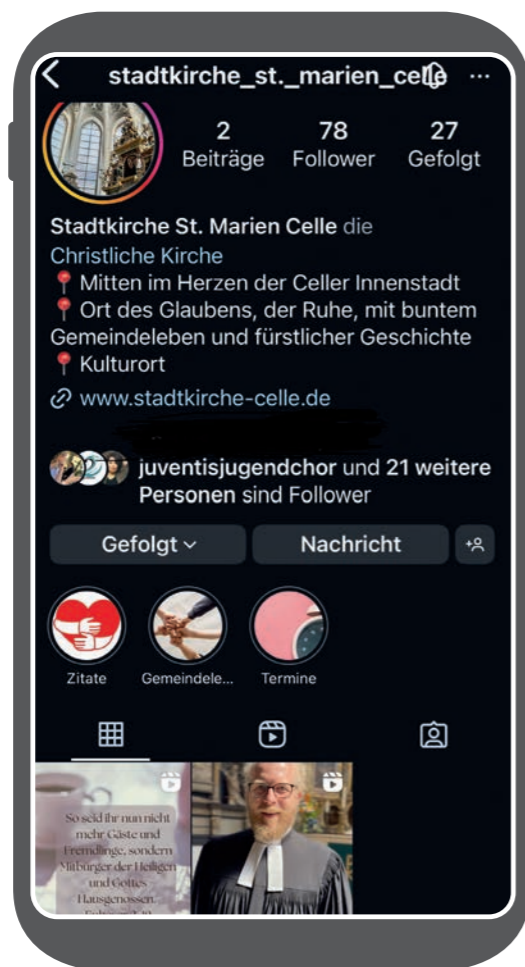 stadtkirche_st._marien_celle
2 78 27
Beiträge Follower Gefolgt
Stadtkirche St. Marien Celle die
Christliche Kirche
Mitten im Herzen der Celler Innenstadt
Ort des Glaubens, der Ruhe, mit buntem
Gemeindeleben und fürstlicher Geschichte
Kulturort
www.stadtkirche-celle.de
juventisjugendchor und 21 weitere
Personen sind Follower
Gefolgt Nachricht
Zitate Gemeindele... Termine
So seid ihr nun nicht
mehr Gäste und
Fremdlinge, sondern
Mitbürger der Heiligen
und Gottes
Hausgenossen.